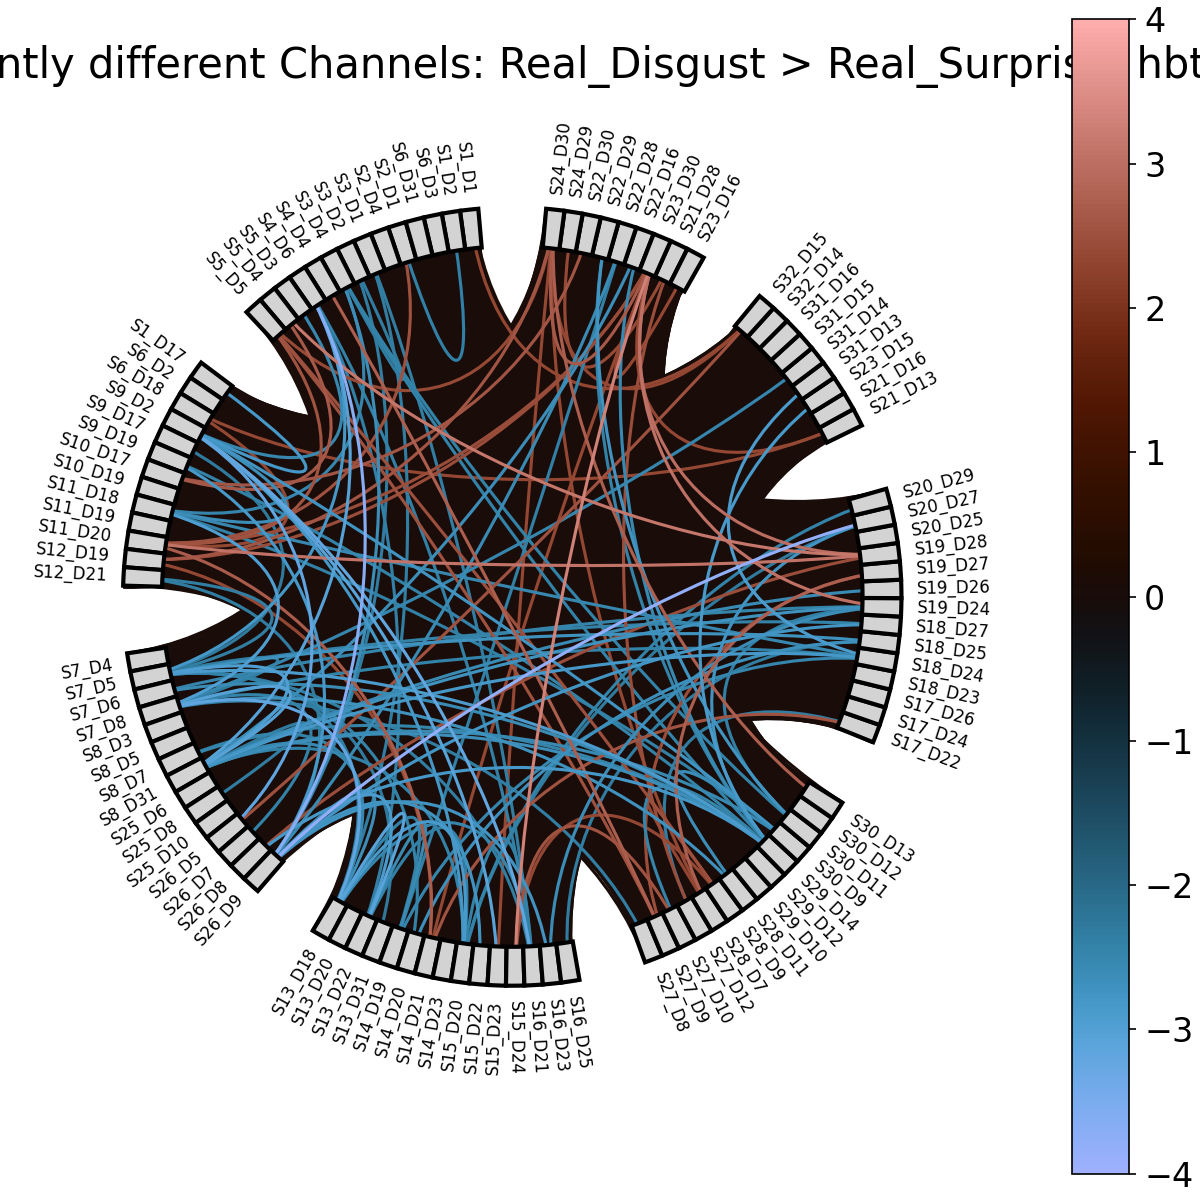 ntly different Channels: Real_Disgust > Real_Surpris hbt
4
3
2
1
0
−1
−2
−3
−4
S1_D1
S1_D2
S6_D3
S6_D31
S2_D1
S2_D4
S3_D1
S3_D2
S3_D4
S4_D4
S4_D6
S5_D3
S5_D4
S5_D5
S1_D17
S6_D2
S6_D18
S9_D2
S9_D17
S9_D19
S10_D17
S10_D19
S11_D18
S11_D19
S11_D20
S12_D19
S12_D21
S7_D4
S7_D5
S7_D6
S7_D8
S8_D3
S8_D5
S8_D7
S8_D31
S25_D6
S25_D8
S25_D10
S26_D5
S26_D7
S26_D8
S26_D9
S13_D18
S13_D20
S13_D22
S13_D31
S14_D19
S14_D20
S14_D21
S14_D23
S15_D20
S15_D22
S15_D23
S15_D24
S16_D21
S16_D23
S16_D25
S27_D8
S27_D9
S27_D10
S27_D12
S28_D7
S28_D9
S28_D11
S29_D10
S29_D12
S29_D14
S30_D9
S30_D11
S30_D12
S30_D13
S17_D22
S17_D24
S17_D26
S18_D23
S18_D24
S18_D25
S18_D27
S19_D24
S19_D26
S19_D27
S19_D28
S20_D25
S20_D27
S20_D29
S21_D13
S21_D16
S23_D15
S31_D13
S31_D14
S31_D15
S31_D16
S32_D14
S32_D15
S23_D16
S21_D28
S23_D30
S22_D16
S22_D28
S22_D29
S22_D30
S24_D29
S24_D30